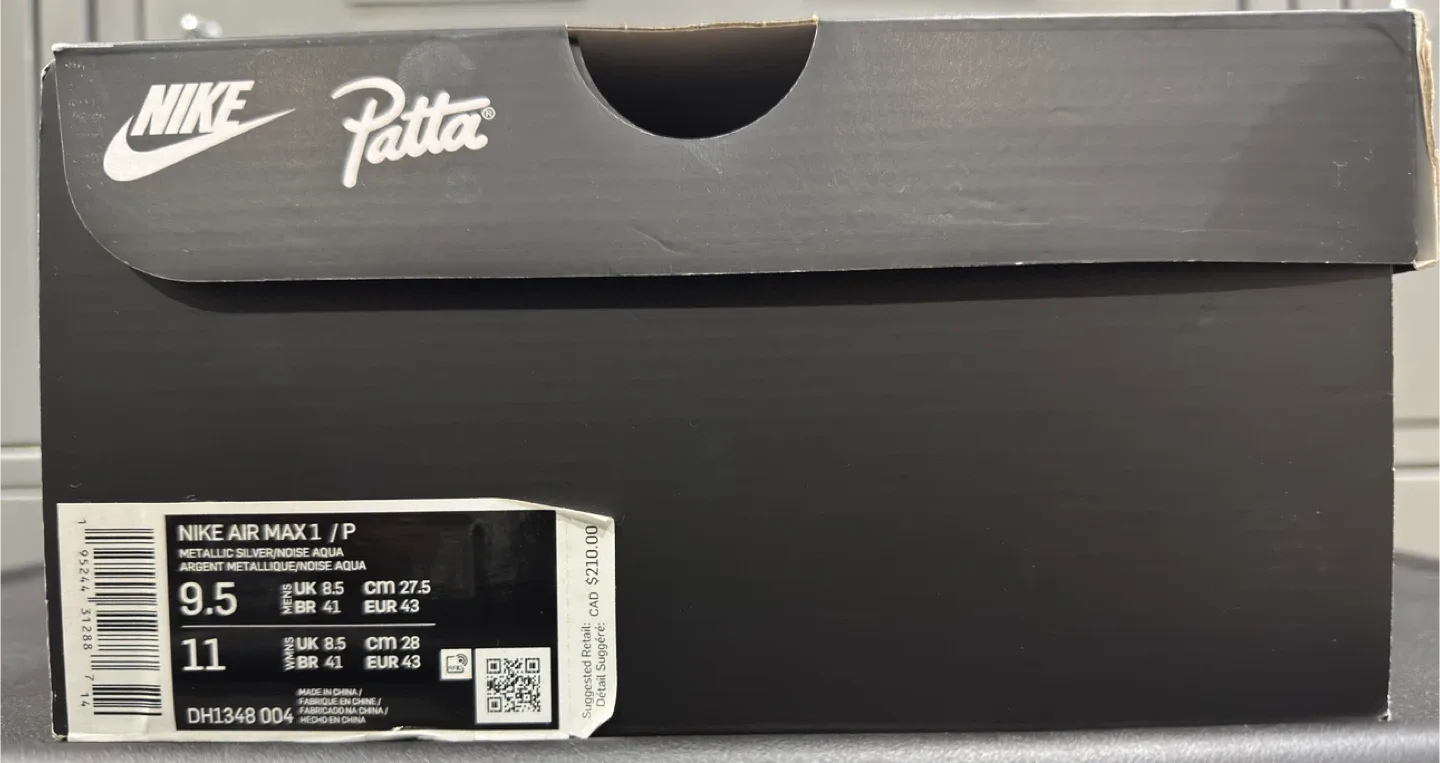 NIKE
Patta®
1 95244 31288 7 14
NIKE AIR MAX 1 / P
METALLIC SILVER/NOISE AQUA
ARGENT METALLIQUE/NOISE AQUA
9.5 MENS UK 8.5 cm 27.5
BR 41 EUR 43
11 WMNS UK 8.5 cm 28
BR 41 EUR 43
DH1348 004
MADE IN CHINA /
FABRIQUE EN CHINE /
FABRICADO NA CHINA /
HECHO EN CHINA
RFID
Suggested Retail: CAD $210.00
Détail Suggéré: